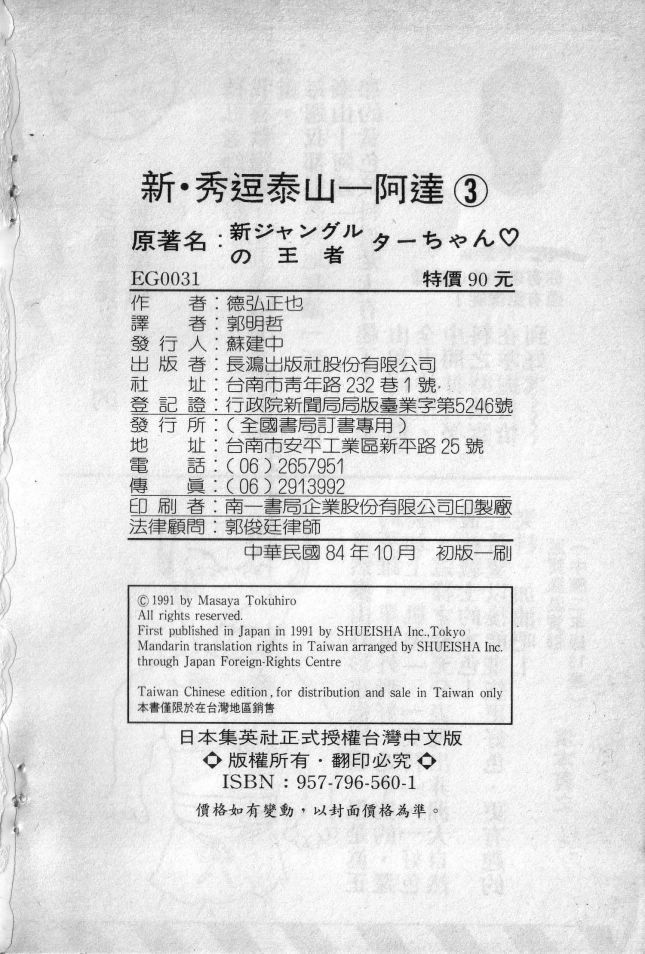 新•秀逗泰山—阿達③
原著名：新ジャングルの王者 ターちゃん♡
EG0031 特價 90 元
作者：德弘正也
譯者：郭明哲
發行人：蘇建中
出版者：長鴻出版社股份有限公司
社址：台南市青年路 232 巷 1 號
登記證：行政院新聞局局版臺業字第5246號
發行所：（全國書局訂書專用）
地址：台南市安平工業區新平路 25 號
電話：（06）2657951
傳真：（06）2913992
印刷者：南一書局企業股份有限公司印製廠
法律顧問：郭俊廷律師
中華民國 84 年 10 月 初版一刷
© 1991 by Masaya Tokuhiro
All rights reserved.
First published in Japan in 1991 by SHUEISHA Inc.,Tokyo
Mandarin translation rights in Taiwan arranged by SHUEISHA Inc.
through Japan Foreign-Rights Centre
Taiwan Chinese edition, for distribution and sale in Taiwan only
本書僅限於在台灣地區銷售
日本集英社正式授權台灣中文版
◇ 版權所有・翻印必究 ◇
ISBN：957-796-560-1
價格如有變動，以封面價格為準。